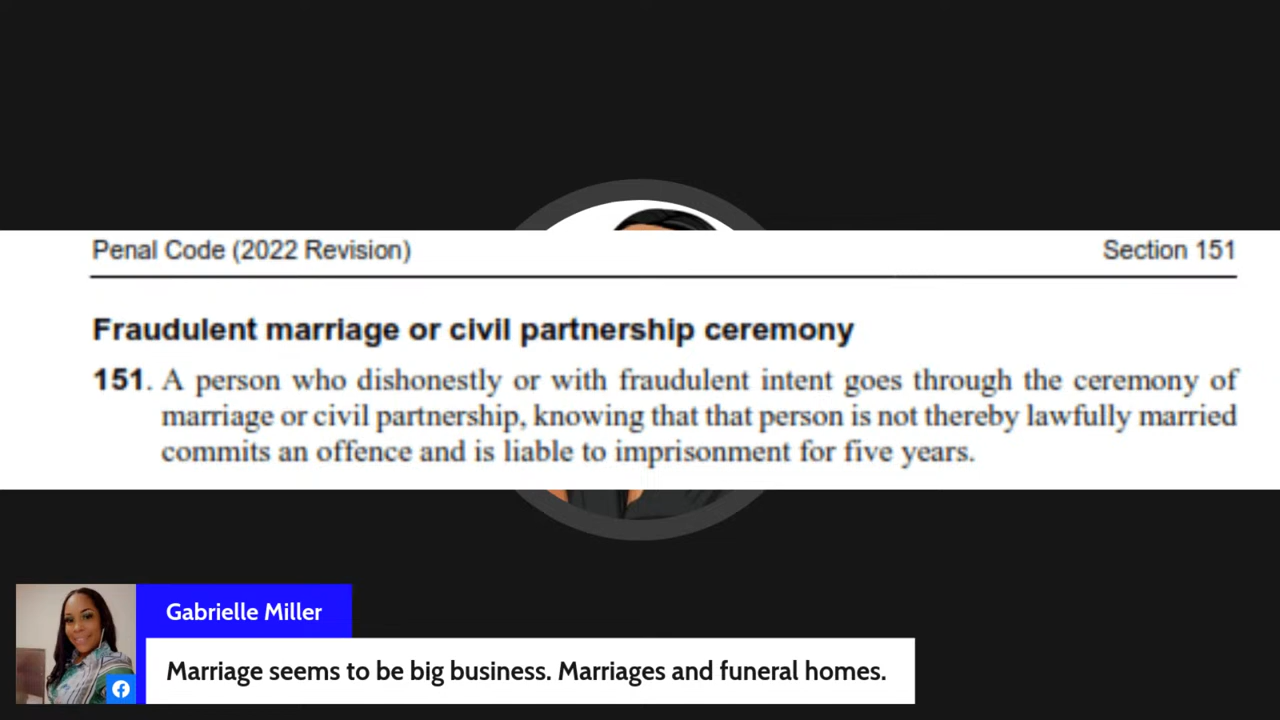 Penal Code (2022 Revision) Section 151
Fraudulent marriage or civil partnership ceremony
151. A person who dishonestly or with fraudulent intent goes through the ceremony of
marriage or civil partnership, knowing that that person is not thereby lawfully married
commits an offence and is liable to imprisonment for five years.
Gabrielle Miller
Marriage seems to be big business. Marriages and funeral homes.